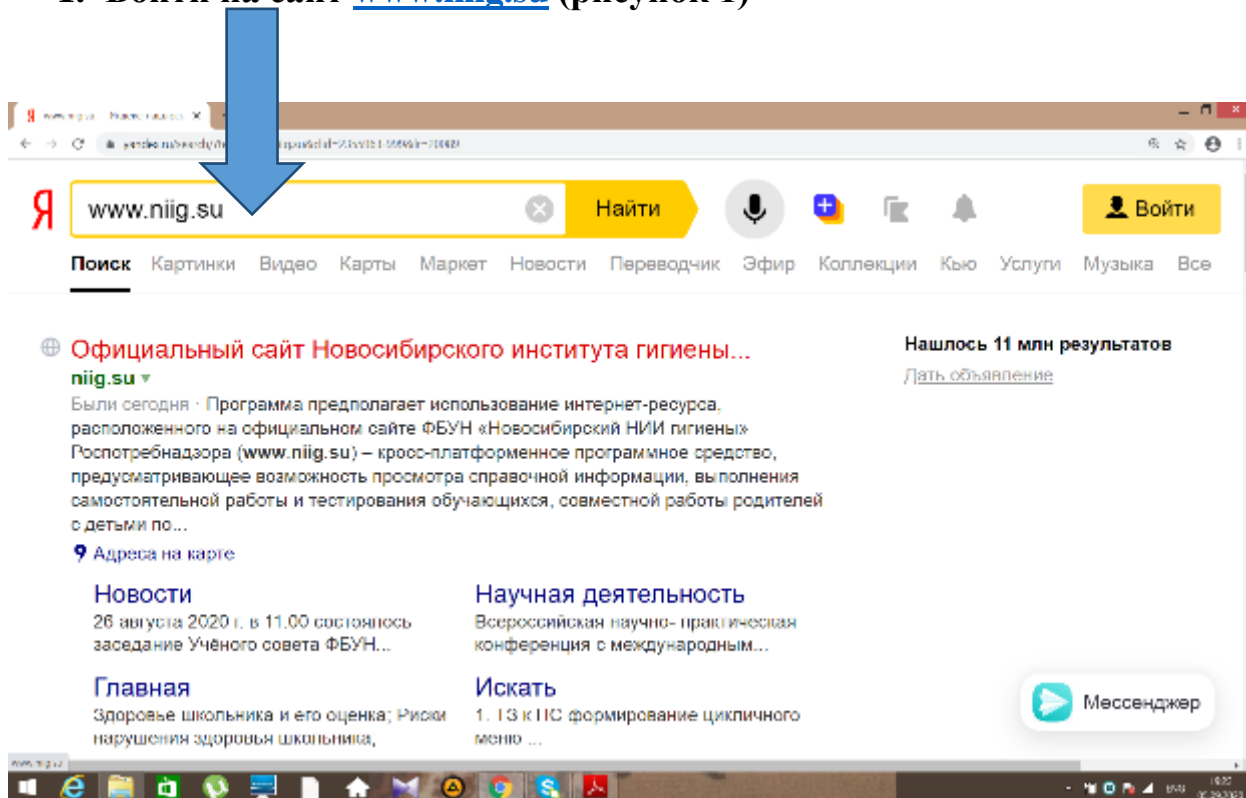 1. Войти на сайт www.niig.su (рисунок 1)
Я www.niig.su Найти Войти
Поиск Картинки Видео Карты Маркет Новости Переводчик Эфир Коллекции Кью Услуги Музыка Все
Официальный сайт Новосибирского института гигиены...
niig.su
Были сегодня · Программа предполагает использование интернет-ресурса,
расположенного на официальном сайте ФБУН «Новосибирский НИИ гигиены»
Роспотребнадзора (www.niig.su) – кросс-платформенное программное средство,
предусматривающее возможность просмотра справочной информации, выполнения
самостоятельной работы и тестирования обучающихся, совместной работы родителей
с детьми по...
Адреса на карте
Нашлось 11 млн результатов
Дать объявление
Новости
26 августа 2020 г. в 11.00 состоялось
заседание Учёного совета ФБУН...
Научная деятельность
Всероссийская научно- практическая
конференция с международным...
Главная
Здоровье школьника и его оценка; Риски
нарушения здоровья школьника,
Искать
1. ТЗ к ПС формирование цикличного
меню ...
Мессенджер